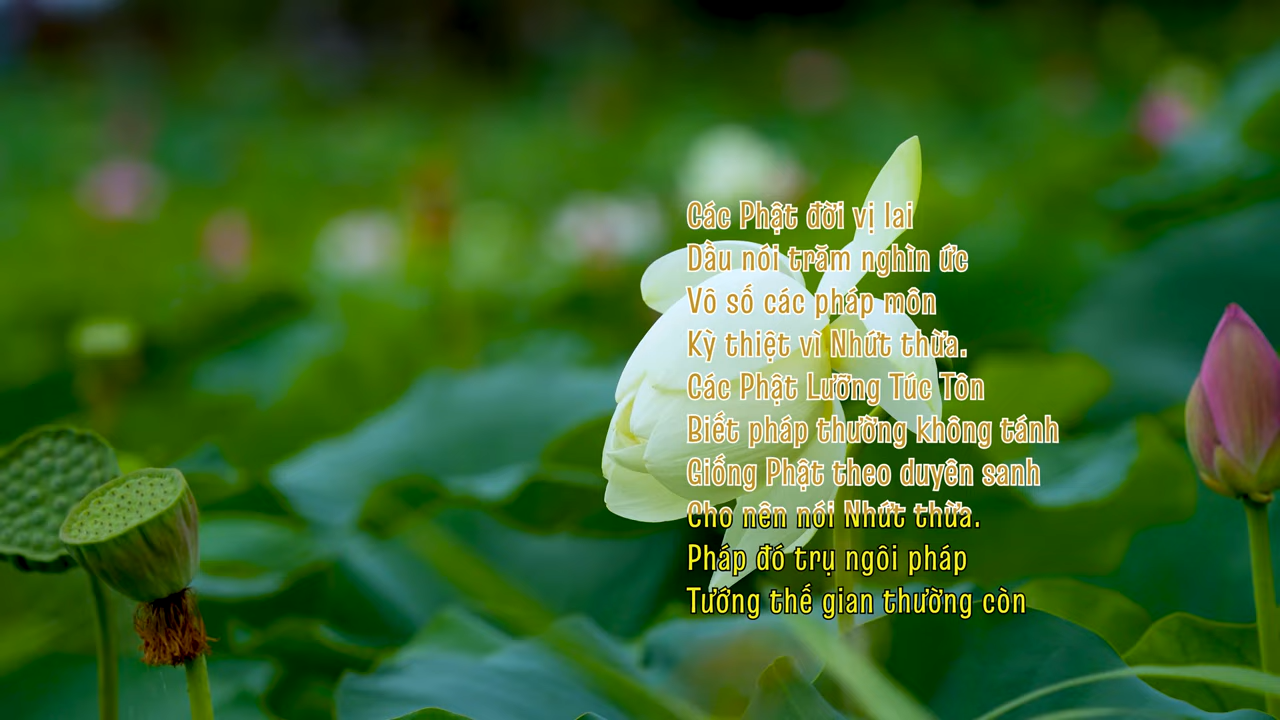 Các Phật đời vị lai
Dầu nói trăm nghìn ức
Vô số các pháp môn
Kỳ thiệt vì Nhứt thừa.
Các Phật Lưỡng Túc Tôn
Biết pháp thường không tánh
Giống Phật theo duyên sanh
Cho nên nói Nhứt thừa.
Pháp đó trụ ngôi pháp
Tướng thế gian thường còn